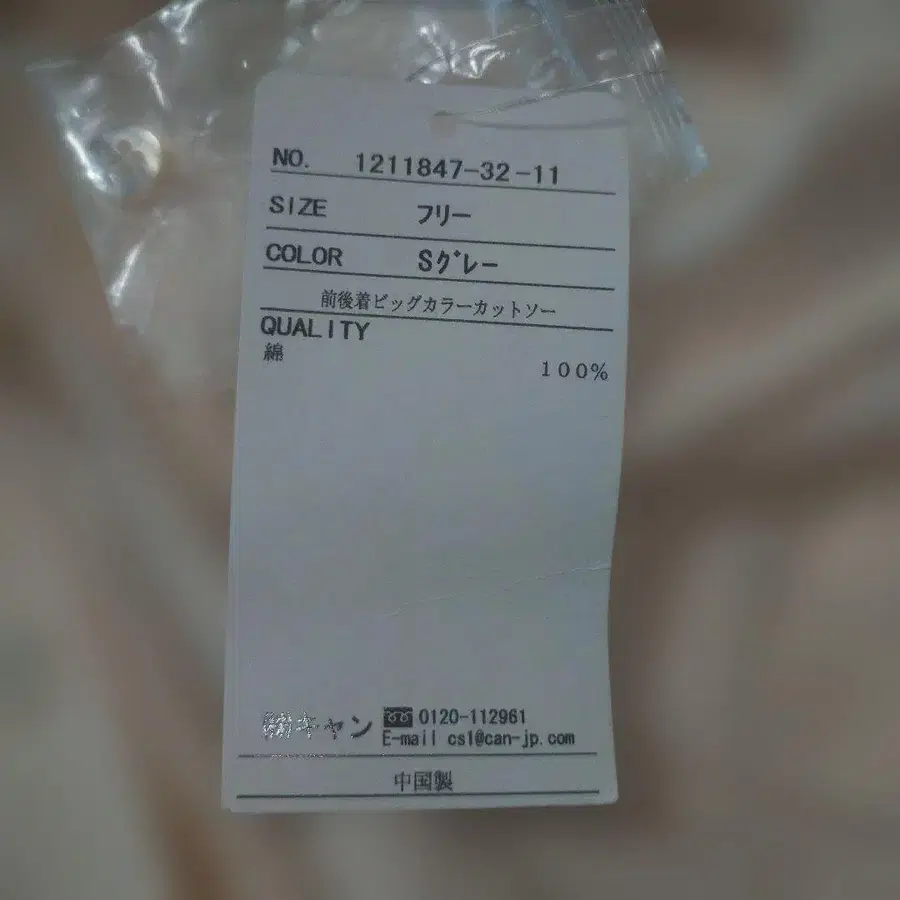 NO. 1211847-32-11
SIZE フリー
COLOR Sグレー
前後着ビッグカラーカットソー
QUALITY
綿
100%
㈱キャン 0120-112961
E-mail cs1@can-jp.com
中国製